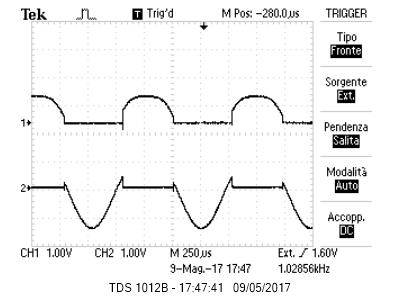 Tek T Trig'd M Pos: -280.0µs TRIGGER
Tipo
Fronte
Sorgente
Ext.
1
Pendenza
Salita
Modalità
Auto
2
Accopp.
DC
CH1 1.00V CH2 1.00V M 250µs Ext. 1.60V
9-Mag.-17 17:47 1.02856kHz
TDS 1012B - 17:47:41 09/05/2017